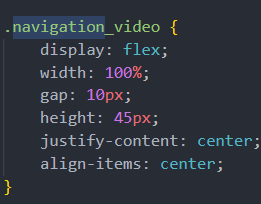 .navigation_video {
    display: flex;
    width: 100%;
    gap: 10px;
    height: 45px;
    justify-content: center;
    align-items: center;
}